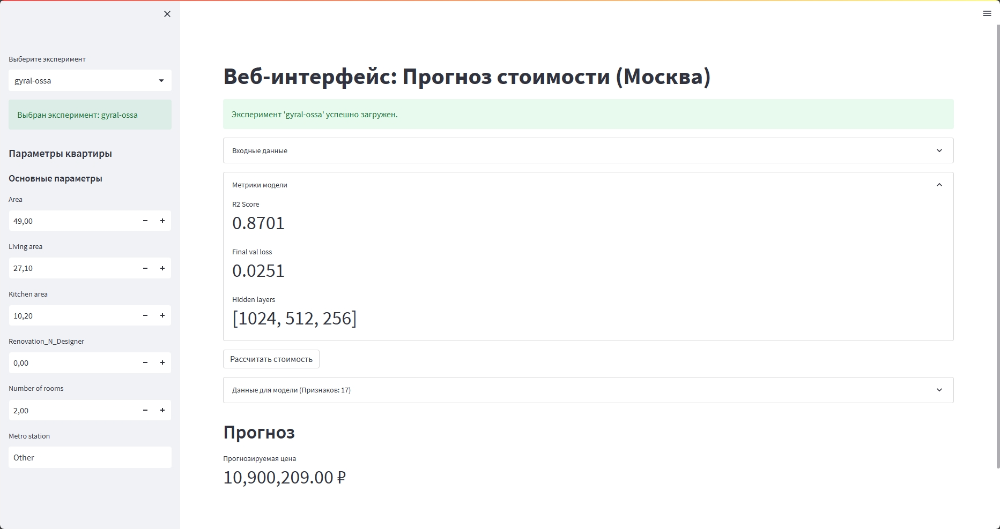 Выберите эксперимент
gyral-ossa
Выбран эксперимент: gyral-ossa
Параметры квартиры
Основные параметры
Area
49,00
Living area
27,10
Kitchen area
10,20
Renovation_N_Designer
0,00
Number of rooms
2,00
Metro station
Other
Веб-интерфейс: Прогноз стоимости (Москва)
Эксперимент 'gyral-ossa' успешно загружен.
Входные данные
Метрики модели
R2 Score
0.8701
Final val loss
0.0251
Hidden layers
[1024, 512, 256]
Рассчитать стоимость
Данные для модели (Признаков: 17)
Прогноз
Прогнозируемая цена
10,900,209.00 ₽